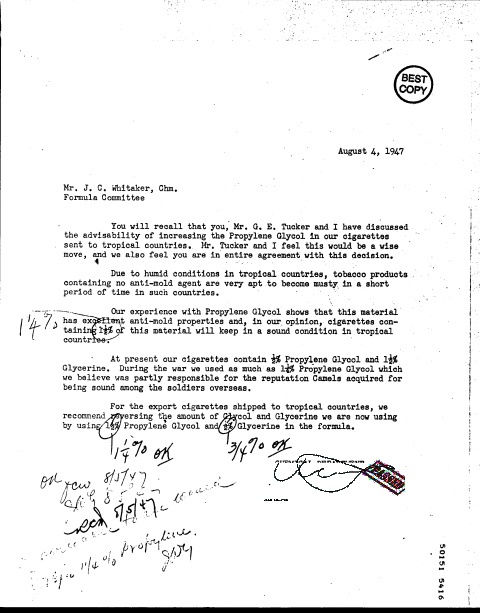 BEST
COPY
August 4, 1947
Mr. J. C. Whitaker, Chm.
Formula Committee
You will recall that you, Mr. G. E. Tucker and I have discussed
the advisability of increasing the Propylene Glycol in our cigarettes
sent to tropical countries. Mr. Tucker and I feel this would be a wise
move, and we also feel you are in entire agreement with this decision.
Due to humid conditions in tropical countries, tobacco products
containing no anti-mold agent are very apt to become musty in a short
period of time in such countries.
Our experience with Propylene Glycol shows that this material
has excellent anti-mold properties and, in our opinion, cigarettes con-
1¼%
taining 1½% of this material will keep in a sound condition in tropical
countries.
At present our cigarettes contain ½% Propylene Glycol and 1½%
Glycerine. During the war we used as much as 1½% Propylene Glycol which
we believe was partly responsible for the reputation Camels acquired for
being sound among the soldiers overseas.
For the export cigarettes shipped to tropical countries, we
recommend reversing the amount of Glycol and Glycerine we are now using
by using 1½% Propylene Glycol and ½% Glycerine in the formula.
1¼% OK
3/4% OK
OK
JCW 8/5/47
8/5/47
1¼% Propylene.
50151 5416